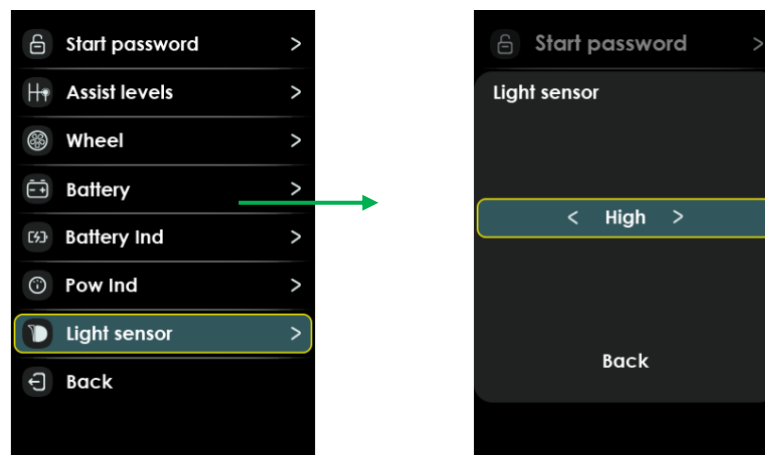 Start password >
Assist levels >
Wheel >
Battery >
Battery Ind >
Pow Ind >
Light sensor >
Back
Start password >
Light sensor
< High >
Back